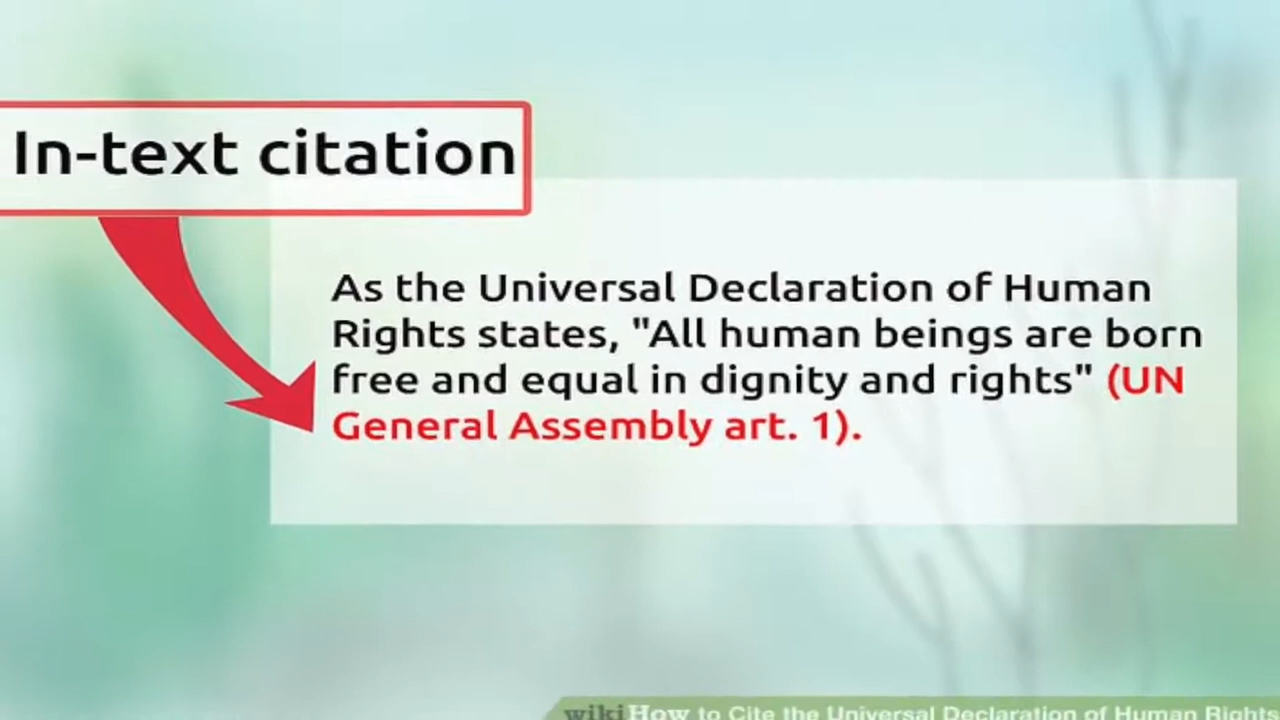 In-text citation
As the Universal Declaration of Human
Rights states, "All human beings are born
free and equal in dignity and rights" (UN
General Assembly art. 1).
wikiHow to Cite the Universal Declaration of Human Rights